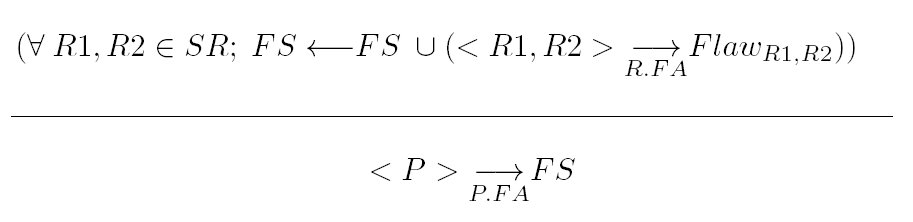 (∀ R1, R2 ∈ SR; FS ⟵ FS ∪ (< R1, R2 > ⟶_{R.FA} Flaw_{R1,R2}))
< P > ⟶_{P.FA} FS